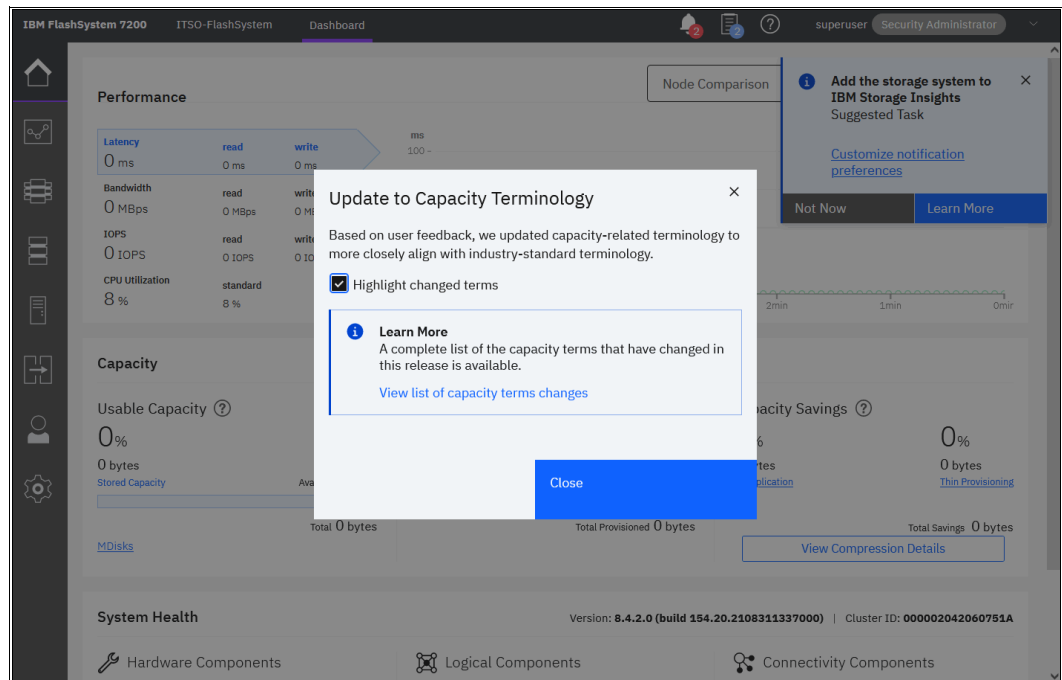 IBM FlashSystem 7200 ITSO-FlashSystem Dashboard 2 2 superuser Security Administrator
Performance
Node Comparison
Latency
0 ms
read
0 ms
write
0 ms
Bandwidth
0 MBps
read
0 MBps
IOPS
0 IOPS
read
0 IOPS
CPU Utilization
8 %
standard
8 %
ms
100
2min 1min
Add the storage system to
IBM Storage Insights
Suggested Task
Customize notification
preferences
Not Now Learn More
Update to Capacity Terminology
Based on user feedback, we updated capacity-related terminology to
more closely align with industry-standard terminology.
Highlight changed terms
Learn More
A complete list of the capacity terms that have changed in
this release is available.
View list of capacity terms changes
Close
Capacity
Usable Capacity
0%
0 bytes
Stored Capacity
Total 0 bytes
MDisks
Total Provisioned 0 bytes
Savings
0%
0 bytes
Thin Provisioning
Total Savings 0 bytes
View Compression Details
System Health
Version: 8.4.2.0 (build 154.20.2108311337000) | Cluster ID: 000002042060751A
Hardware Components Logical Components Connectivity Components